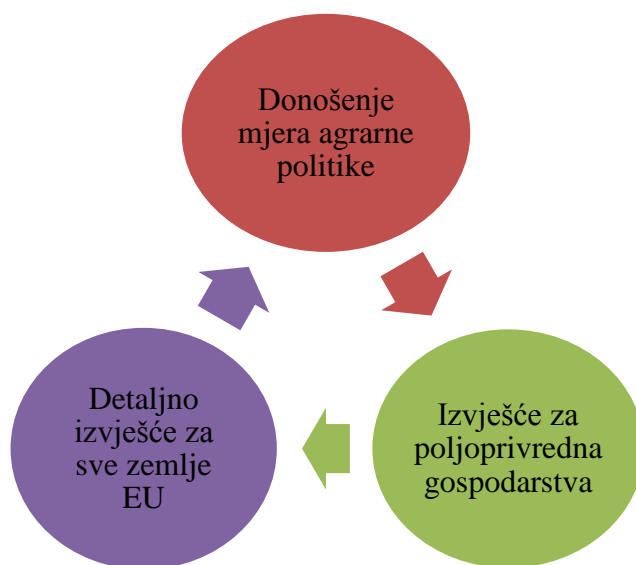 Donošenje
mjera agrarne
politike
Detaljno
izvješće za
sve zemlje
EU
Izvješće za
poljoprivredna
gospodarstva